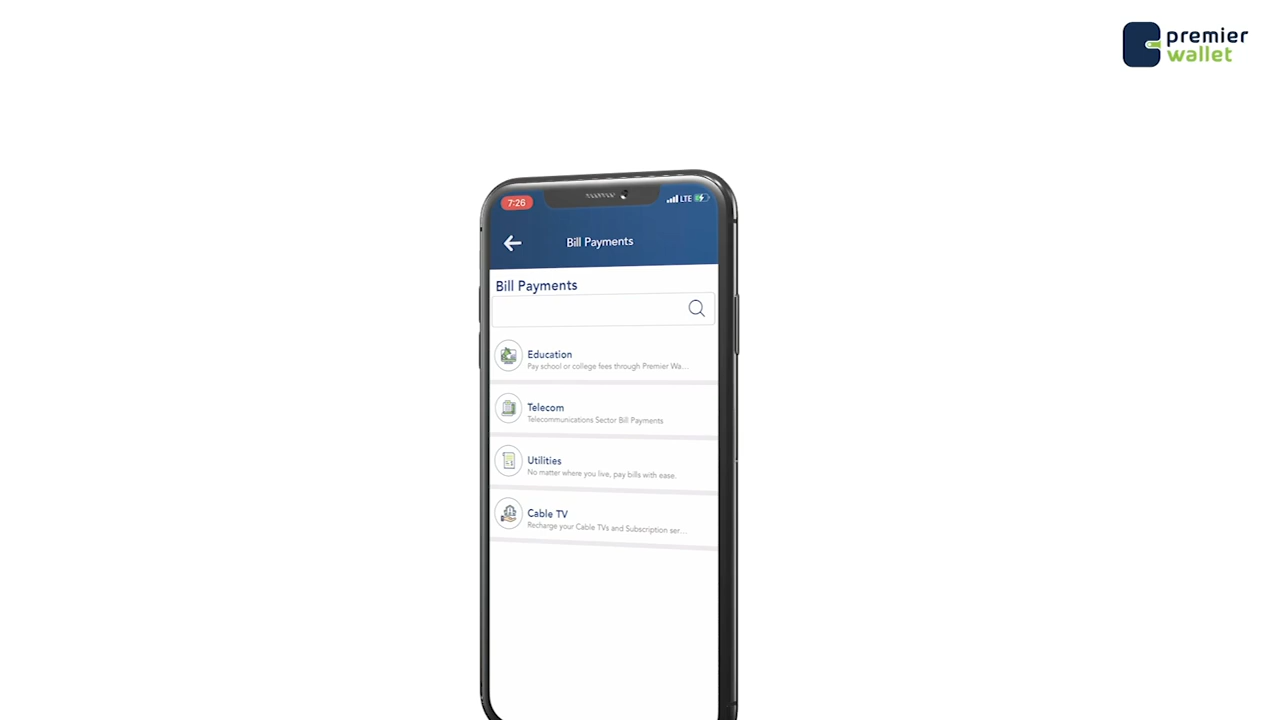 premier
wallet
7:26
LTE
Bill Payments
Bill Payments
Education
Pay school or college fees through Premier Wa...
Telecom
Telecommunications Sector Bill Payments
Utilities
No matter where you live, pay bills with ease.
Cable TV
Recharge your Cable TVs and Subscription ser...